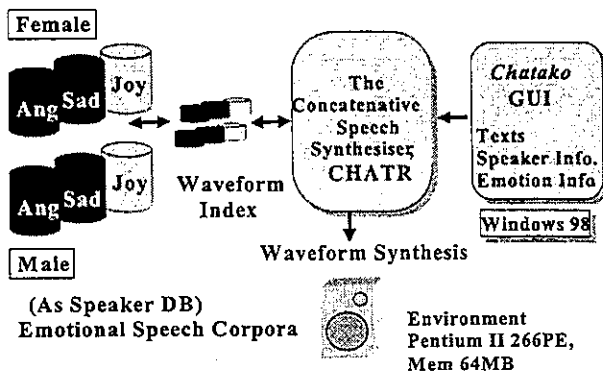 Female
Ang Sad Joy
Ang Sad Joy
Male
(As Speaker DB)
Emotional Speech Corpora
Waveform
Index
The
Concatenative
Speech
Synthesiser,
CHATR
Waveform Synthesis
Chatako
GUI
Texts
Speaker Info.
Emotion Info
Windows 98
Environment
Pentium II 266PE,
Mem 64MB